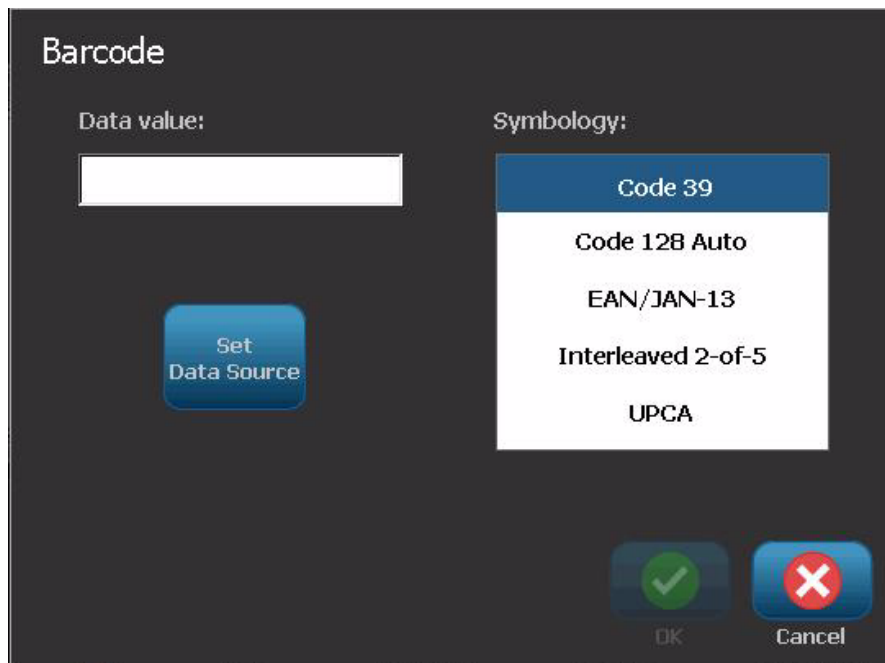 Barcode
Data value:
Symbology:
Code 39
Code 128 Auto
EAN/JAN-13
Interleaved 2-of-5
UPCA
Set
Data Source
OK
Cancel